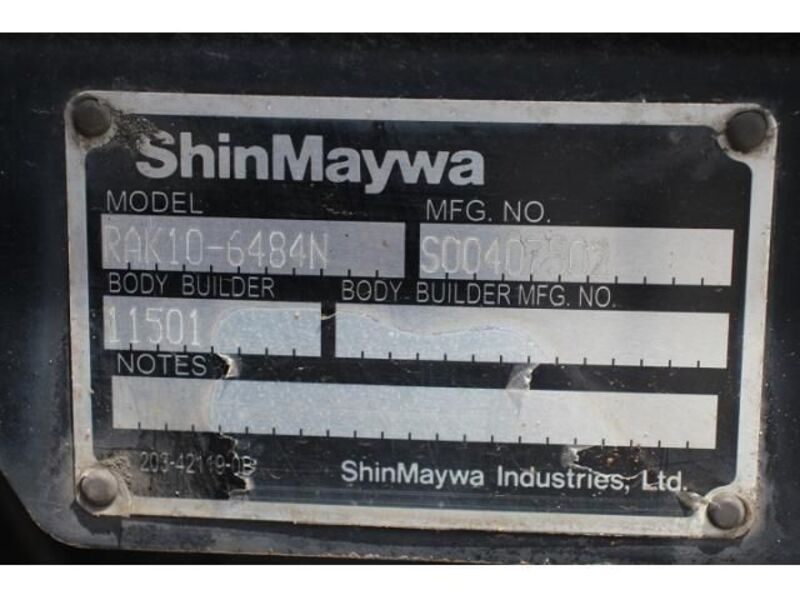 ShinMaywa
MODEL MFG. NO.
RAK10-6484N
BODY BUILDER BODY BUILDER MFG. NO.
11501
NOTES
203-42119-0B
ShinMaywa Industries, Ltd.